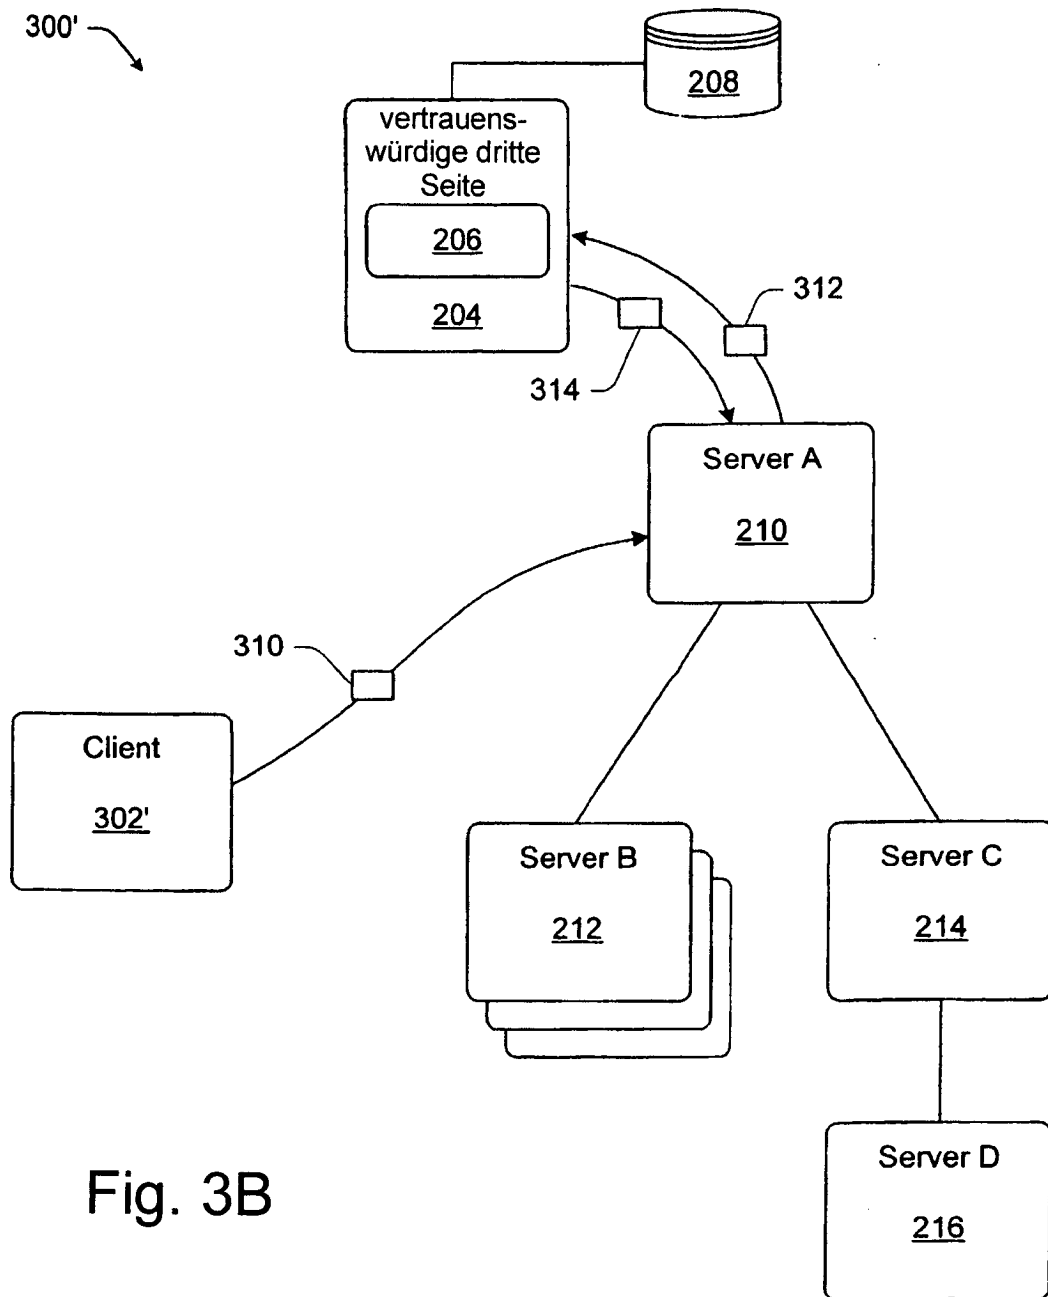 300'
208
vertrauens-
würdige dritte
Seite
206
204
312
314
Server A
210
310
Client
302'
Server B
212
Server C
214
Server D
216
Fig. 3B